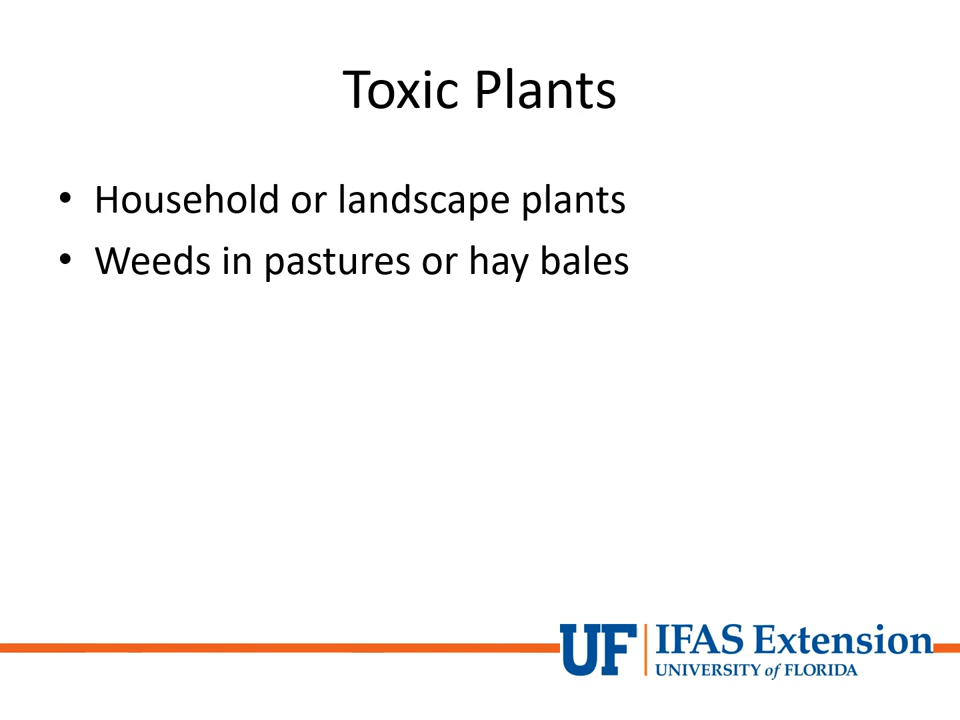 Toxic Plants
• Household or landscape plants
• Weeds in pastures or hay bales
UF IFAS Extension
UNIVERSITY of FLORIDA